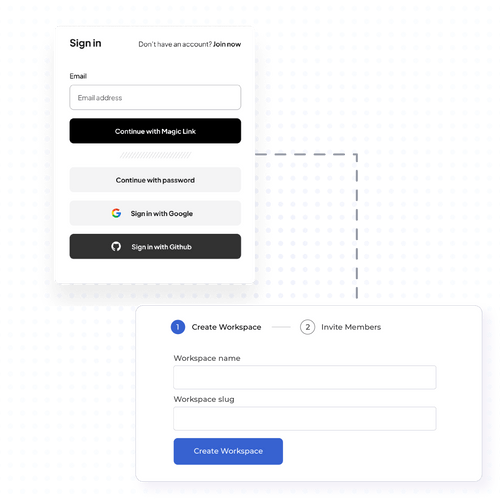 Sign in
Don't have an account? Join now
Email
Email address
Continue with Magic Link
Continue with password
Sign in with Google
Sign in with Github
1 Create Workspace 2 Invite Members
Workspace name
Workspace slug
Create Workspace